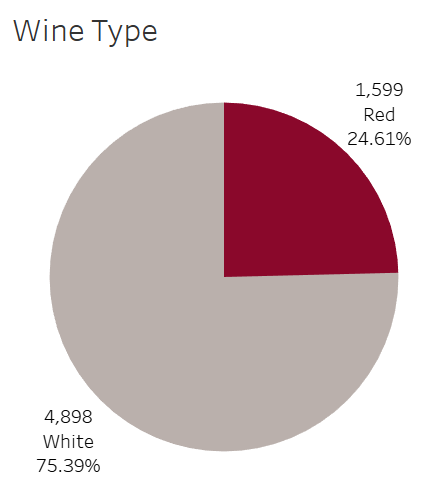 Wine Type
1,599
Red
24.61%
4,898
White
75.39%